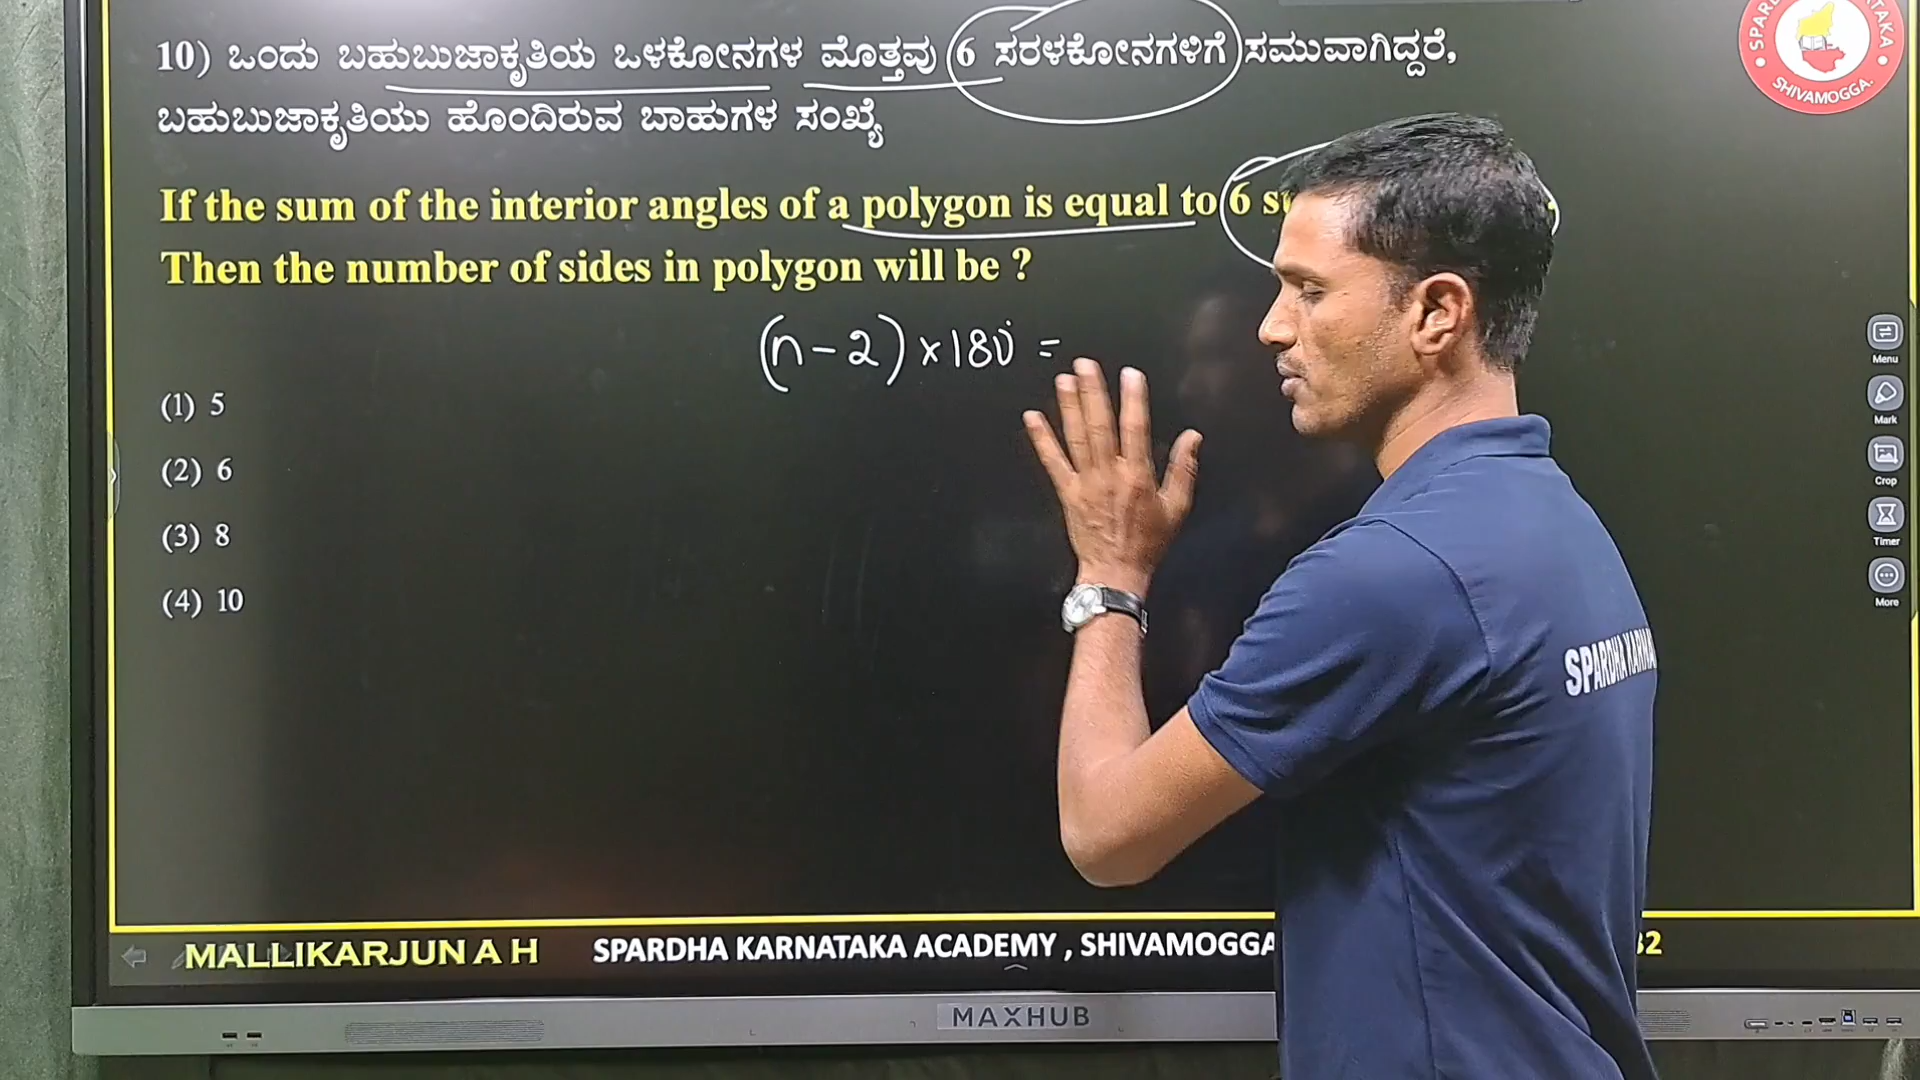 10) ಒಂದು ಬಹುಬುಜಾಕೃತಿಯ ಒಳಕೋನಗಳ ಮೊತ್ತವು 6 ಸರಳಕೋನಗಳಿಗೆ ಸಮುವಾಗಿದ್ದರೆ,
ಬಹುಬುಜಾಕೃತಿಯು ಹೊಂದಿರುವ ಬಾಹುಗಳ ಸಂಖ್ಯೆ
If the sum of the interior angles of a polygon is equal to 6
Then the number of sides in polygon will be ?
(n-2)×180° =
(1) 5
(2) 6
(3) 8
(4) 10
SHIVAMOGGA.
Menu
Mark
Crop
Timer
More
SPARDHA
MALLIKARJUN A H SPARDHA KARNATAKA ACADEMY , SHIVAMOGGA
MAXHUB